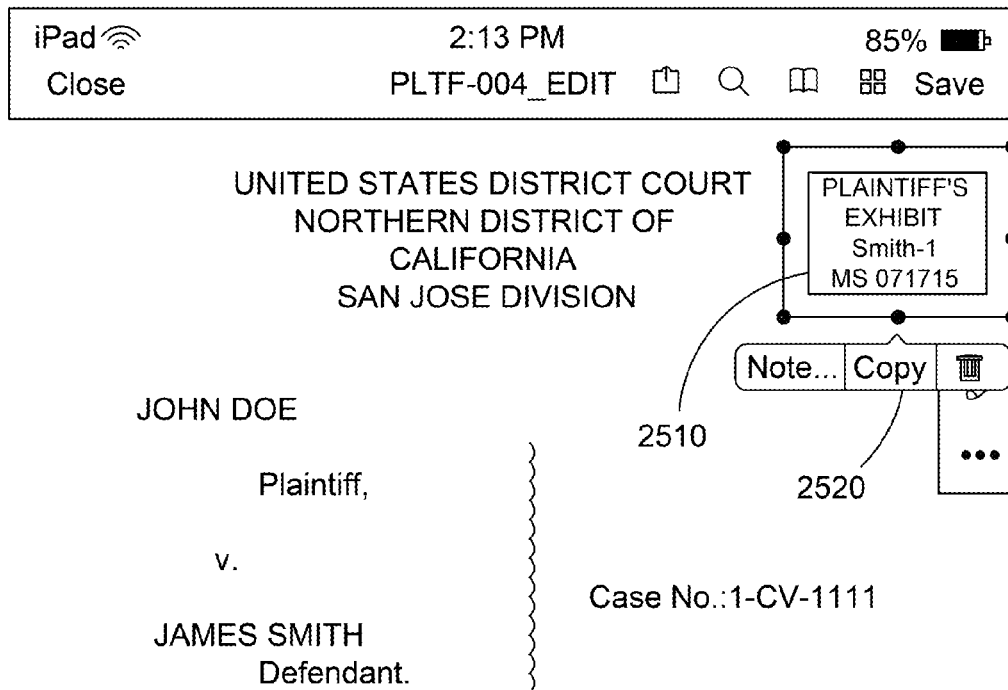 iPad 2:13 PM 85%
Close PLTF-004_EDIT Save
UNITED STATES DISTRICT COURT
NORTHERN DISTRICT OF
CALIFORNIA
SAN JOSE DIVISION
PLAINTIFF'S
EXHIBIT
Smith-1
MS 071715
Note... Copy
JOHN DOE
2510
Plaintiff,
2520
v.
Case No.:1-CV-1111
JAMES SMITH
Defendant.